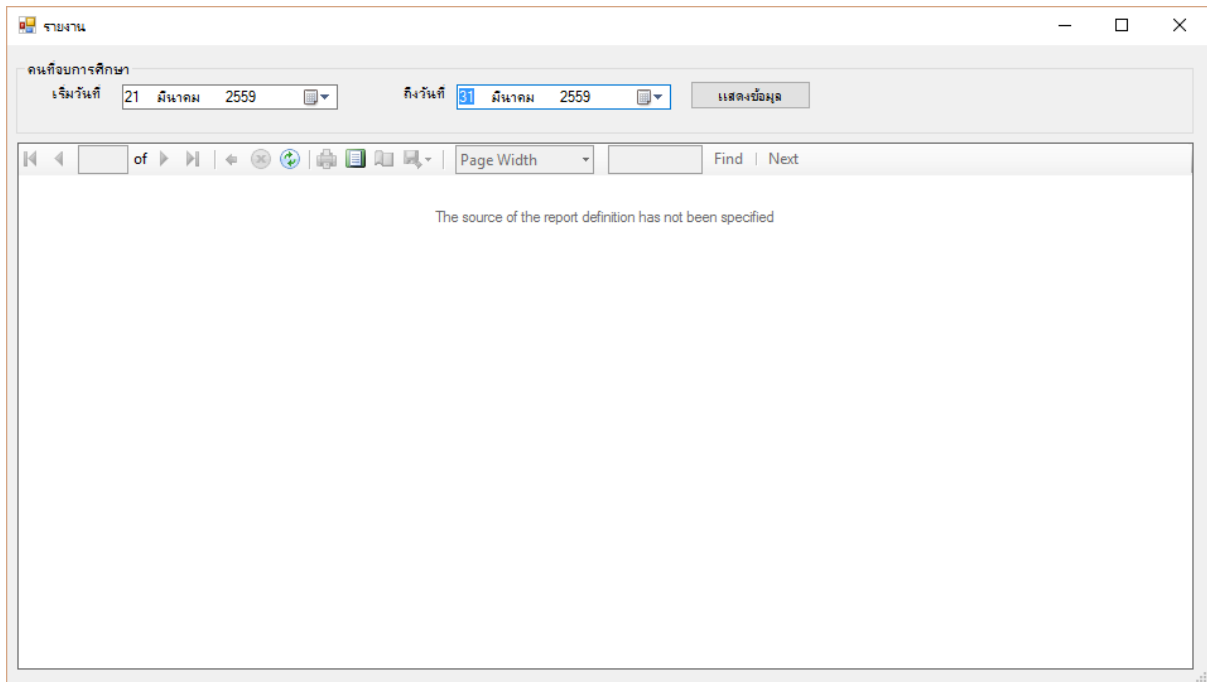 รายงาน
คนที่จบการศึกษา
เริ่มวันที่ 21 มีนาคม 2559 ถึงวันที่ 31 มีนาคม 2559 แสดงข้อมูล
of Page Width Find Next
The source of the report definition has not been specified